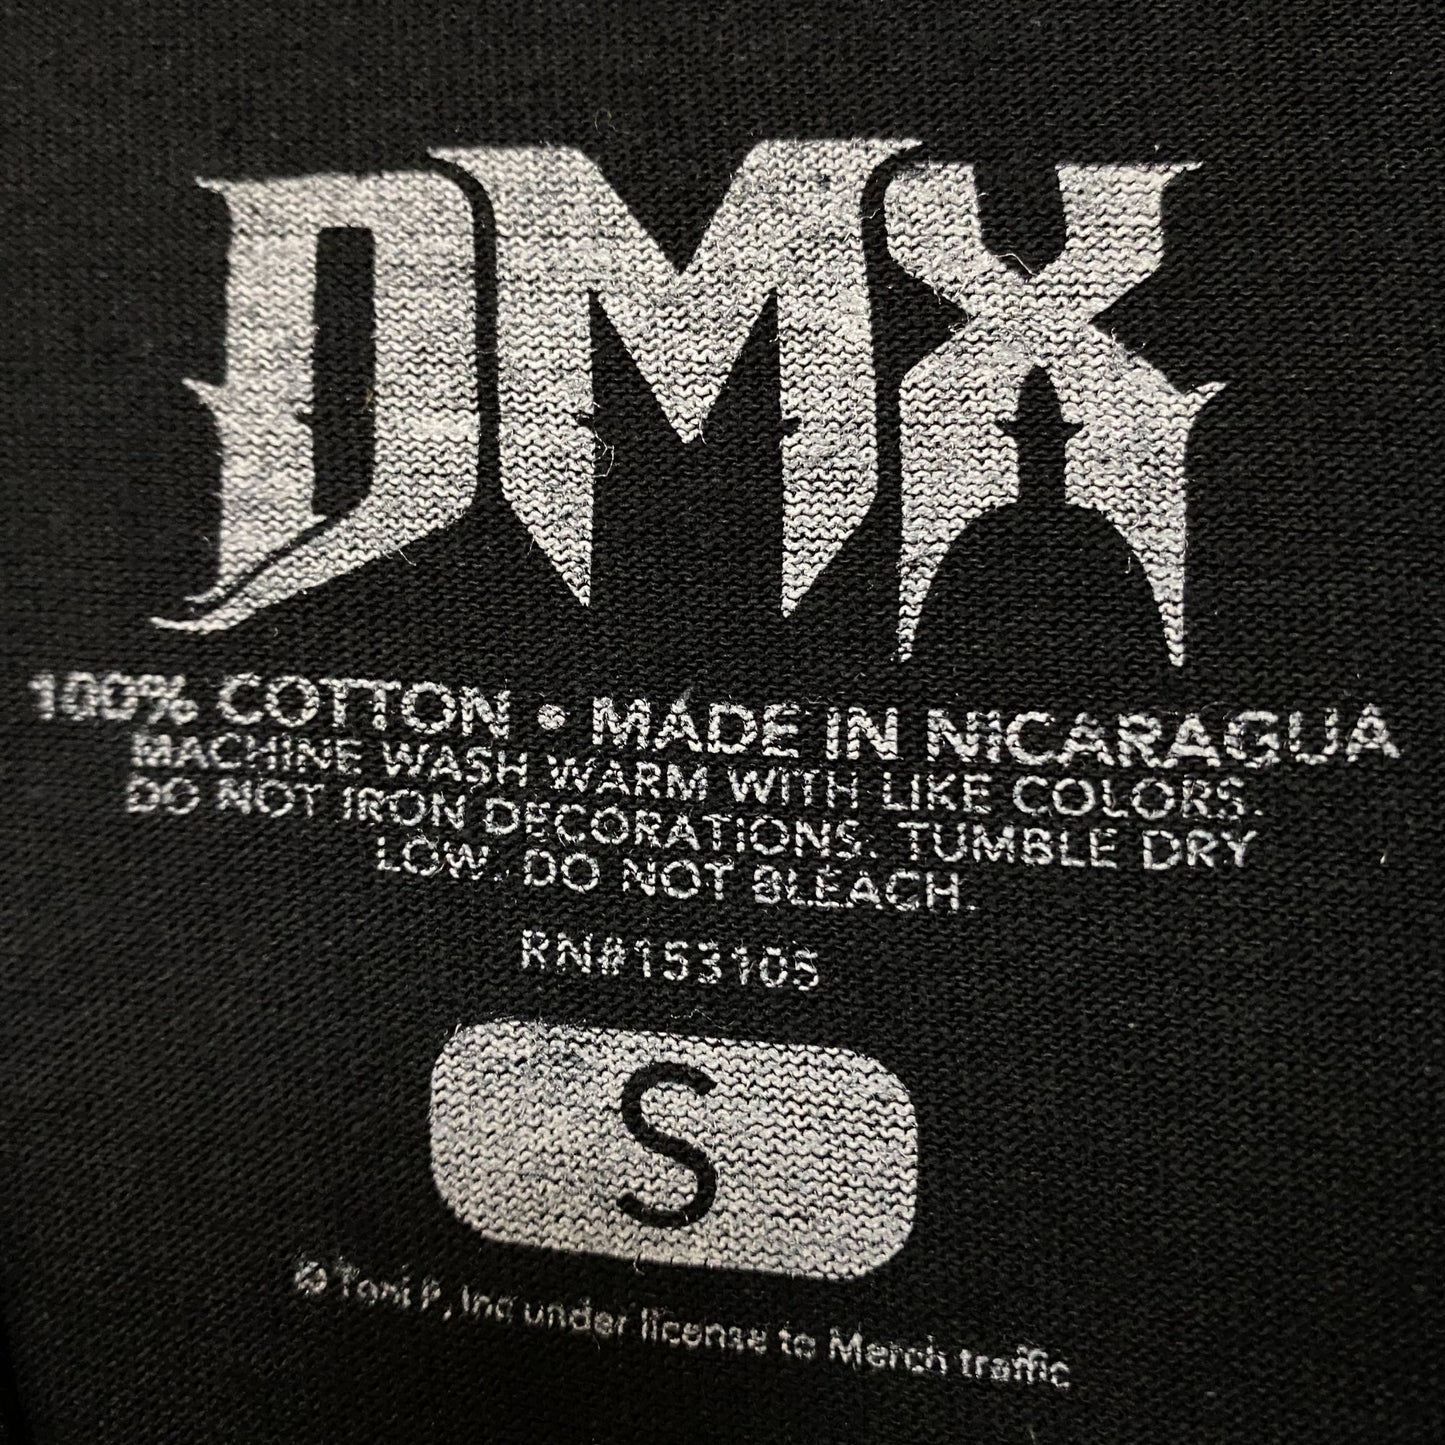 DMX
100% COTTON • MADE IN NICARAGUA
MACHINE WASH WARM WITH LIKE COLORS.
DO NOT IRON DECORATIONS. TUMBLE DRY
LOW. DO NOT BLEACH.
RN#153105
S
© Toni P, Inc under license to Merch traffic